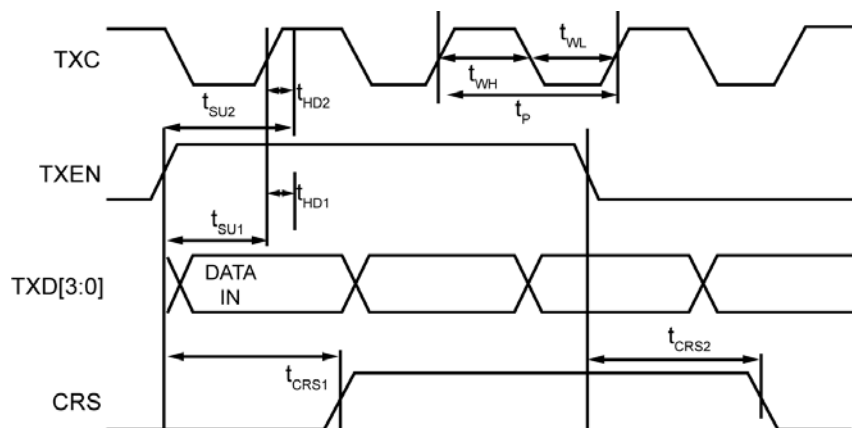 TXC
t_WL
t_WH
t_HD2
t_SU2
t_P
TXEN
t_HD1
t_SU1
TXD[3:0]
DATA
IN
t_CRS2
t_CRS1
CRS